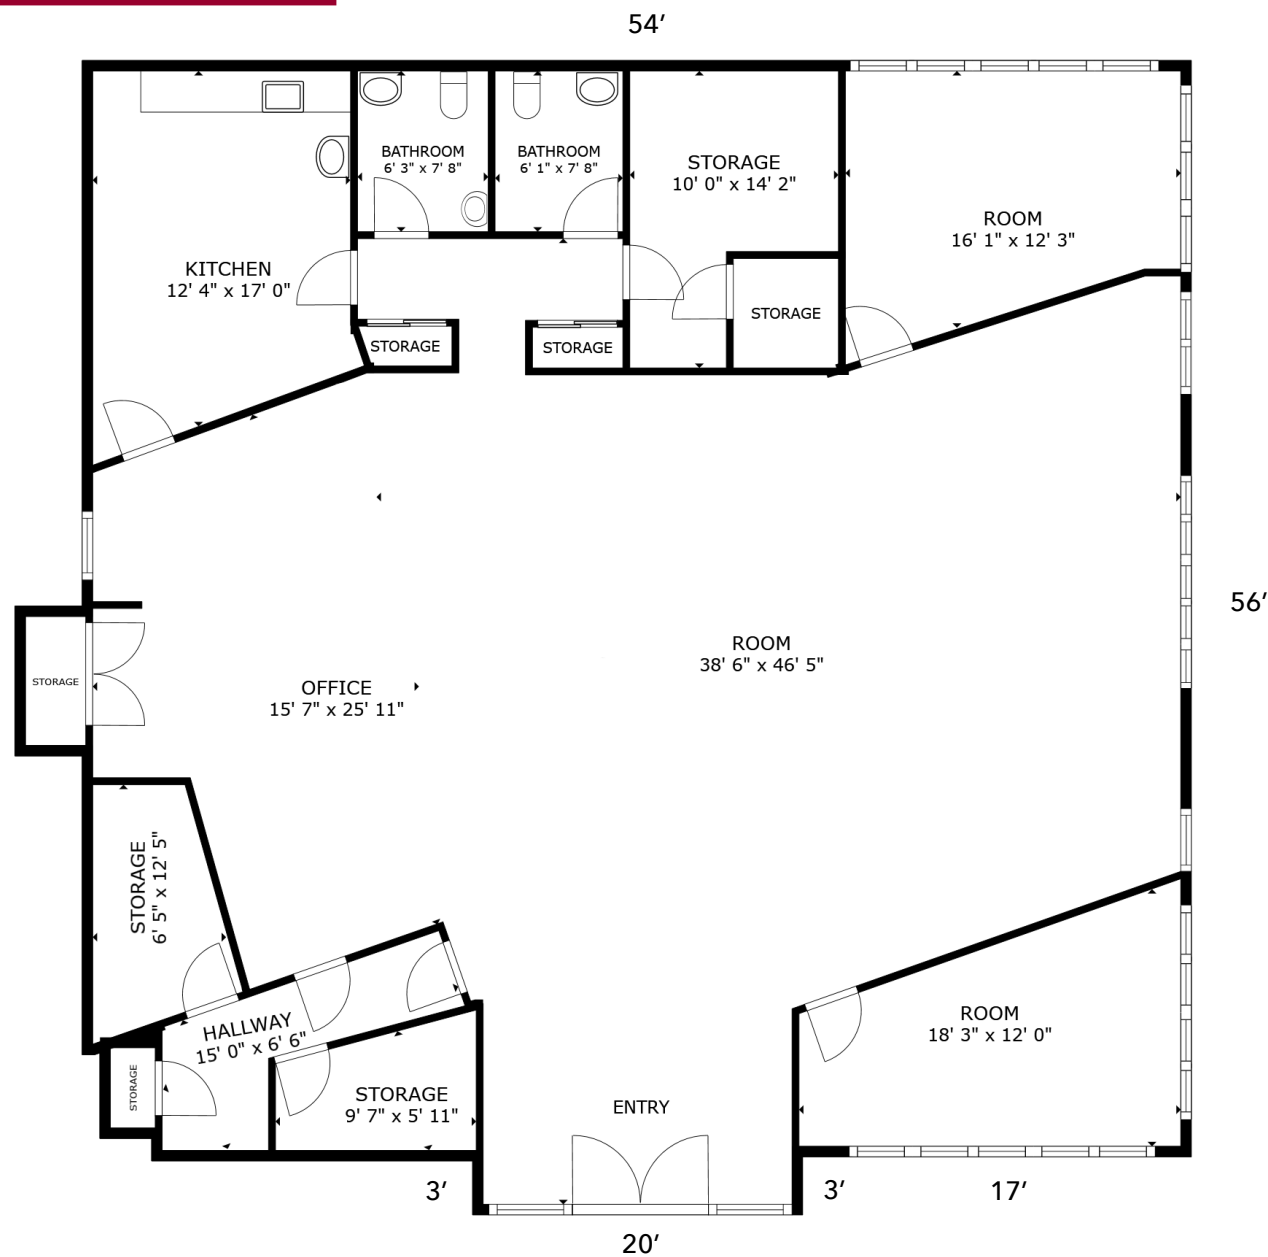 54’
BATHROOM
6' 3" x 7' 8"
BATHROOM
6' 1" x 7' 8"
STORAGE
10' 0" x 14' 2"
ROOM
16' 1" x 12' 3"
KITCHEN
12' 4" x 17' 0"
STORAGE
STORAGE
STORAGE
56’
ROOM
38' 6" x 46' 5"
STORAGE
OFFICE
15' 7" x 25' 11"
STORAGE
6' 5" x 12' 5"
HALLWAY
15' 0" x 6' 6"
ROOM
18' 3" x 12' 0"
STORAGE
STORAGE
9' 7" x 5' 11"
ENTRY
3’
3’
17’
20’